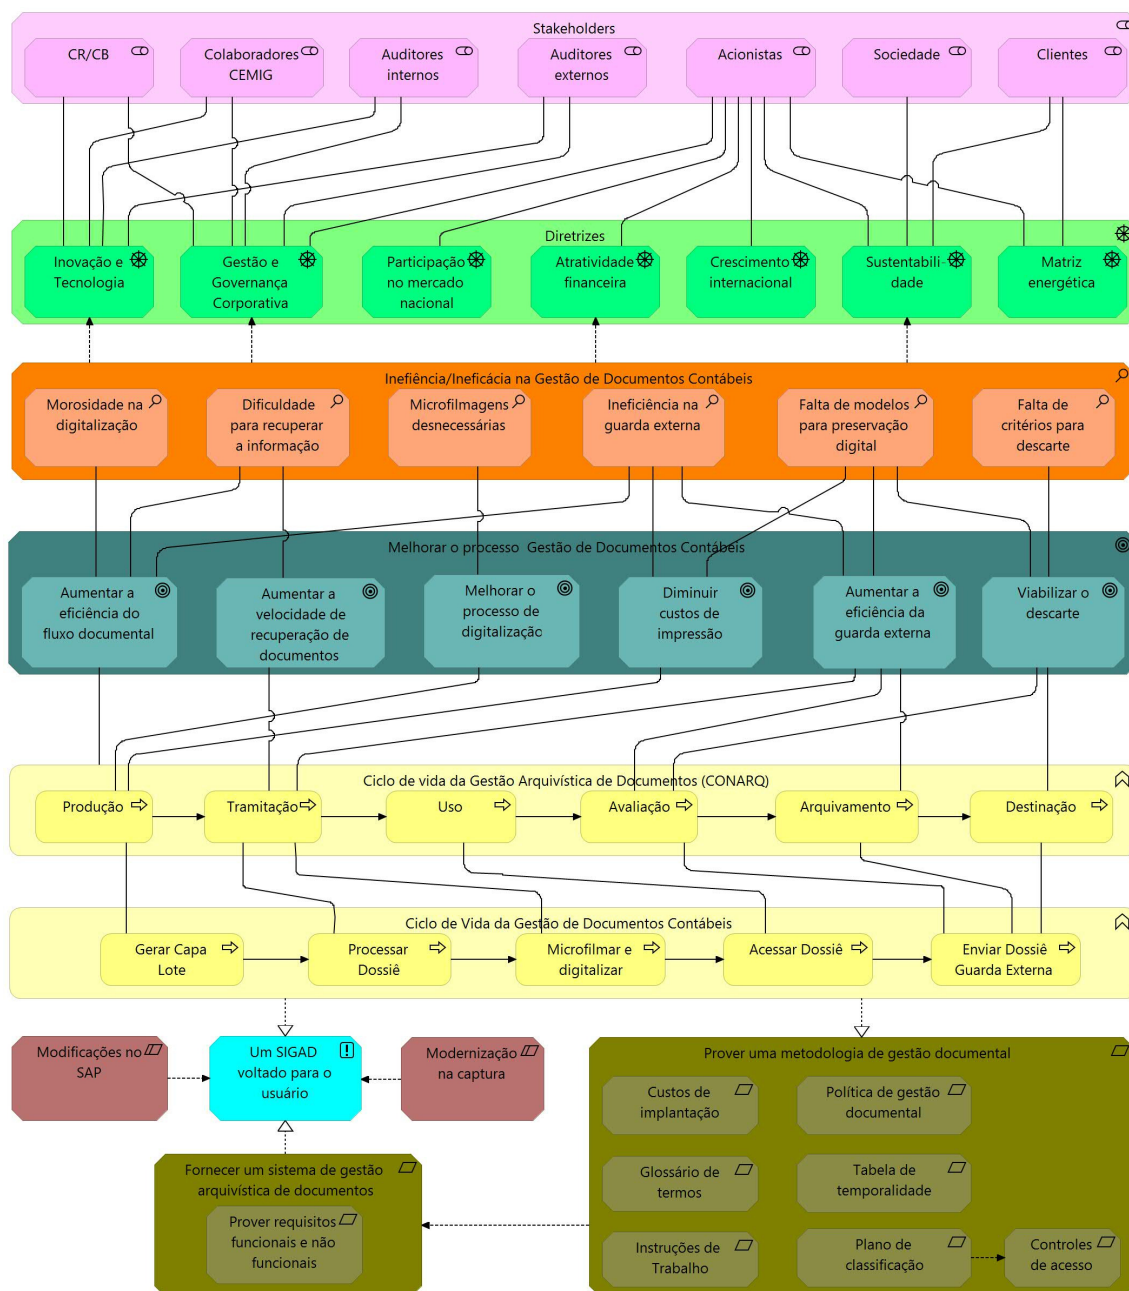 Stakeholders
CR/CB
Colaboradores
CEMIG
Auditores
internos
Auditores
externos
Acionistas
Sociedade
Clientes
Diretrizes
Inovação e
Tecnologia
Gestão e
Governança
Corporativa
Participação
no mercado
nacional
Atratividade
financeira
Crescimento
internacional
Sustentabili-
dade
Matriz
energética
Inefiência/Ineficácia na Gestão de Documentos Contábeis
Morosidade na
digitalização
Dificuldade
para recuperar
a informação
Microfilmagens
desnecessárias
Ineficiência na
guarda externa
Falta de modelos
para preservação
digital
Falta de
critérios para
descarte
Melhorar o processo  Gestão de Documentos Contábeis
Aumentar a
eficiência do
fluxo documental
Aumentar a
velocidade de
recuperação de
documentos
Melhorar o
processo de
digitalização
Diminuir
custos de
impressão
Aumentar a
eficiência da
guarda externa
Viabilizar o
descarte
Ciclo de vida da Gestão Arquivística de Documentos (CONARQ)
Produção
Tramitação
Uso
Avaliação
Arquivamento
Destinação
Ciclo de Vida da Gestão de Documentos Contábeis
Gerar Capa
Lote
Processar
Dossiê
Microfilmar e
digitalizar
Acessar Dossiê
Enviar Dossiê
Guarda Externa
Modificações no
SAP
Um SIGAD
voltado para o
usuário
Modernização
na captura
Prover uma metodologia de gestão documental
Custos de
implantação
Política de gestão
documental
Glossário de
termos
Tabela de
temporalidade
Instruções de
Trabalho
Plano de
classificação
Controles
de acesso
Fornecer um sistema de gestão
arquivística de documentos
Prover requisitos
funcionais e não
funcionais